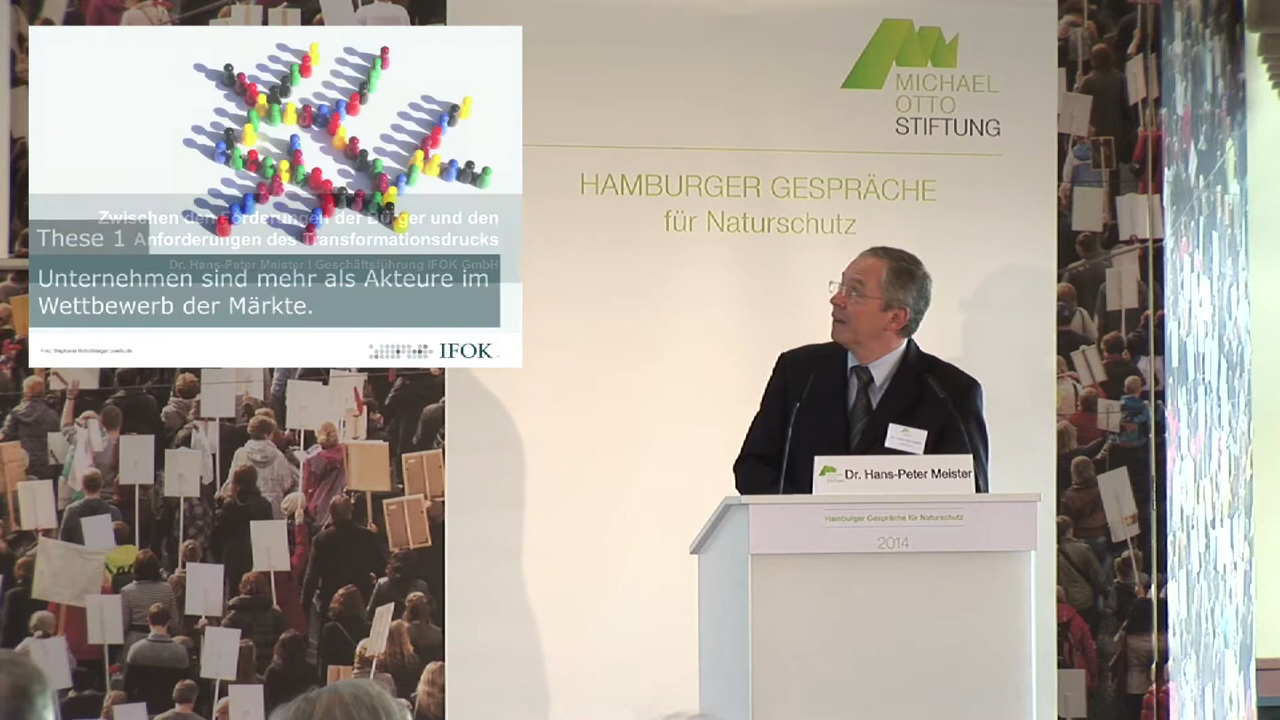 Zwischen den Forderungen der Bürger und den
Anforderungen des Transformationsdrucks
Dr. Hans-Peter Meister | Geschäftsführung IFOK GmbH
These 1
Unternehmen sind mehr als Akteure im
Wettbewerb der Märkte.
IFOK
MICHAEL
OTTO
STIFTUNG
HAMBURGER GESPRÄCHE
für Naturschutz
Dr. Hans-Peter Meister
Hamburger Gespräche für Naturschutz
2014